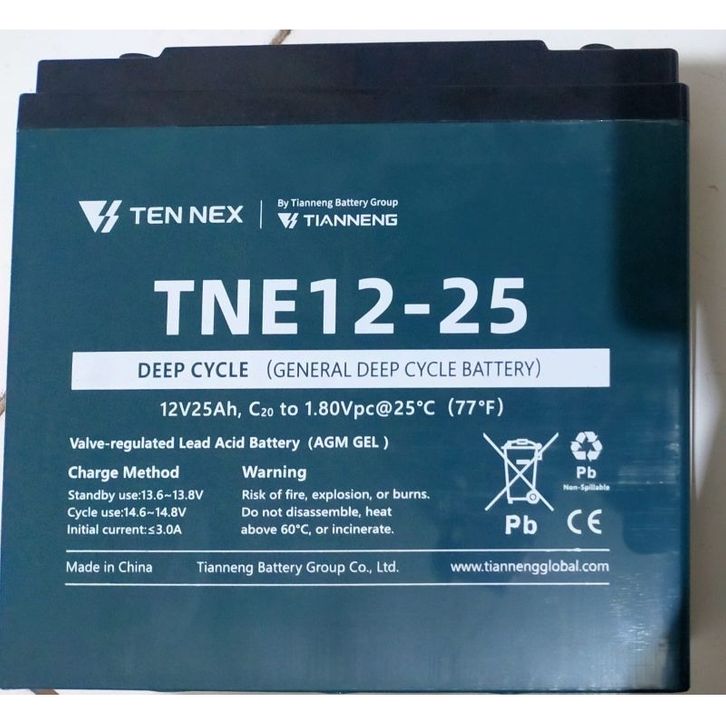 TEN NEX
By Tianneng Battery Group
TIANNENG
TNE12-25
DEEP CYCLE (GENERAL DEEP CYCLE BATTERY)
12V25Ah, C20 to 1.80Vpc@25°C (77°F)
Valve-regulated Lead Acid Battery (AGM GEL )
Charge Method
Standby use:13.6~13.8V
Cycle use:14.6~14.8V
Initial current:≤3.0A
Warning
Risk of fire, explosion, or burns.
Do not disassemble, heat
above 60°C, or incinerate.
Pb
Pb
Non-Spillable
CE
Made in China
Tianneng Battery Group Co., Ltd.
www.tiannengglobal.com